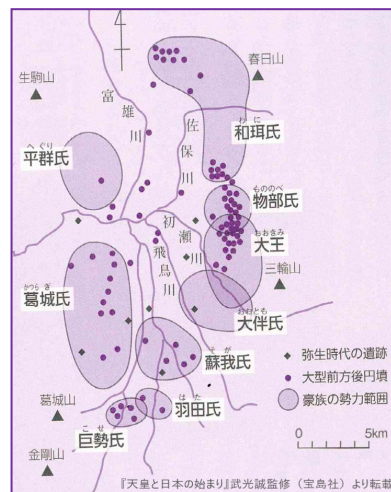 4
春日山
生駒山
富雄川
佐保川
わに
和珥氏
へぐり
平群氏
もののべ
物部氏
おおきみ
大王
初瀬川
飛鳥川
三輪山
かつらぎ
葛城氏
おおとも
大伴氏
そが
蘇我氏
◆ 弥生時代の遺跡
● 大型前方後円墳
豪族の勢力範囲
はた
羽田氏
葛城山
こせ
巨勢氏
0 5km
金剛山
『天皇と日本の始まり』武光誠監修(宝島社)より転載